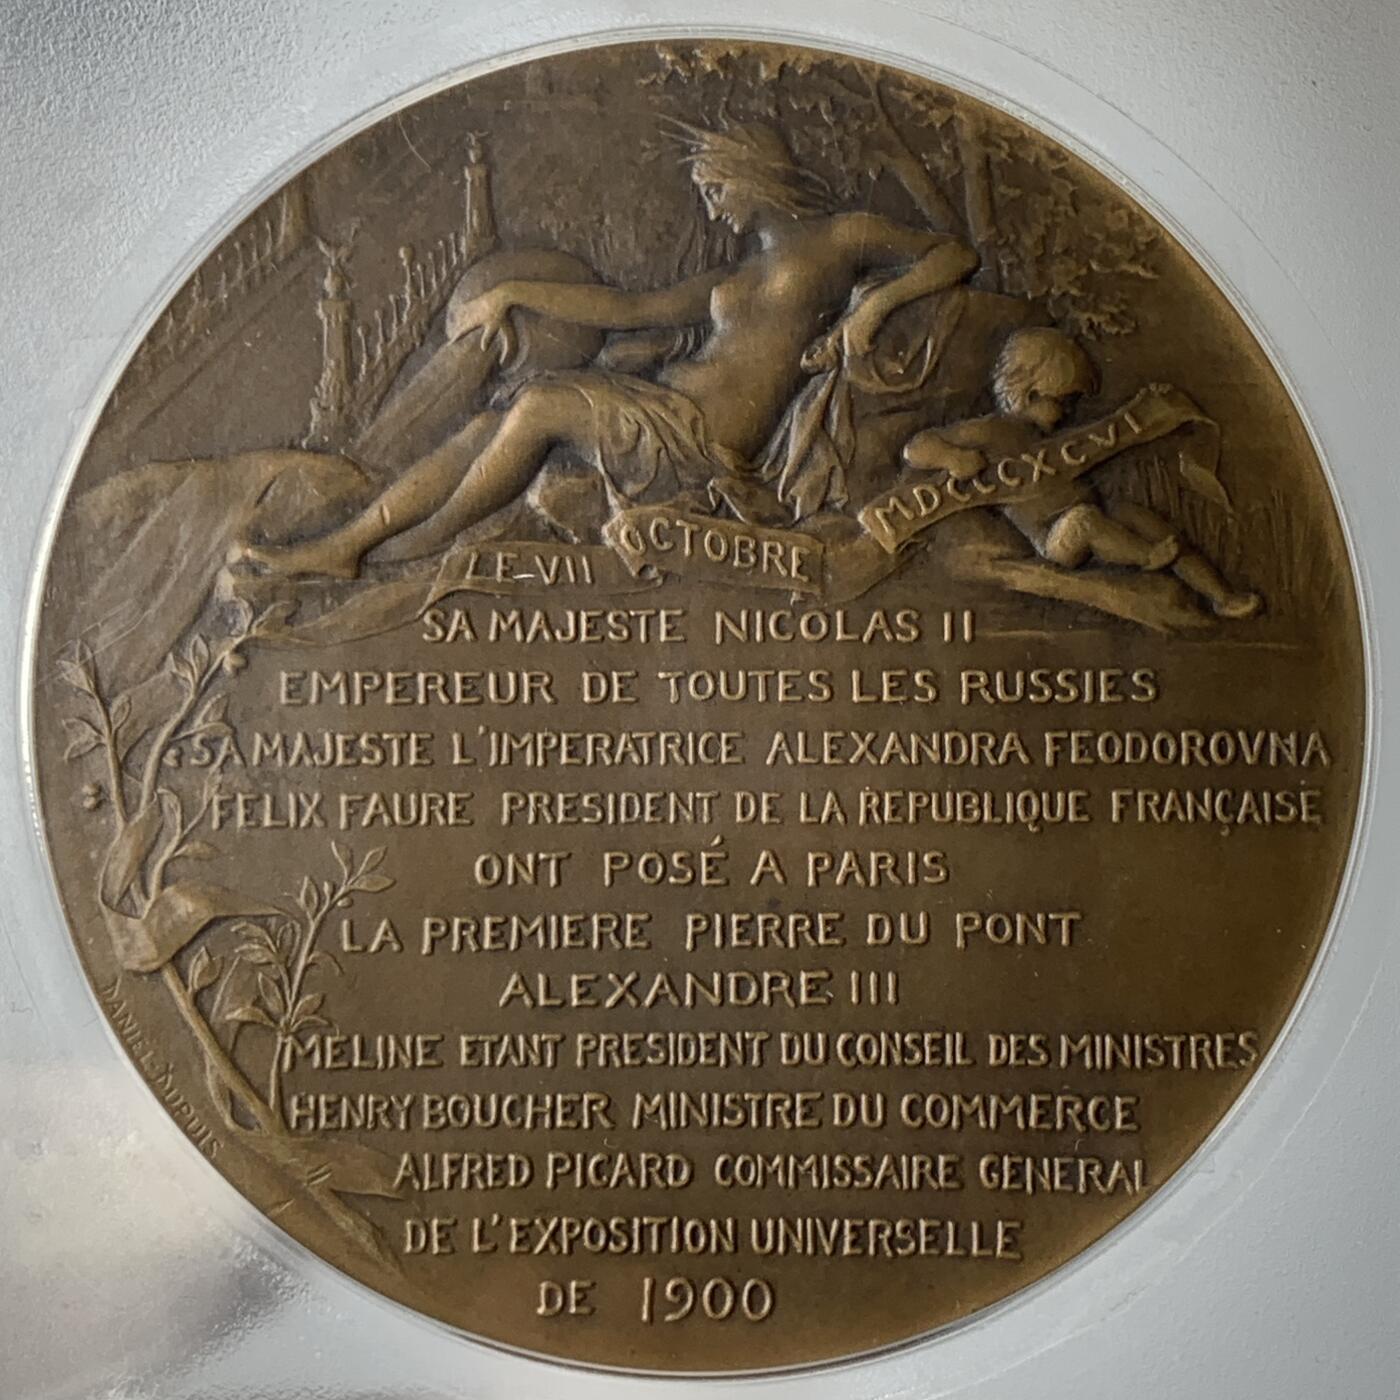 LE VII OCTOBRE MDCCCXCVI
SA MAJESTE NICOLAS II
EMPEREUR DE TOUTES LES RUSSIES
SA MAJESTE L'IMPERATRICE ALEXANDRA FEODOROVNA
FELIX FAURE PRESIDENT DE LA REPUBLIQUE FRANÇAISE
ONT POSÉ A PARIS
LA PREMIERE PIERRE DU PONT
ALEXANDRE III
MELINE ETANT PRESIDENT DU CONSEIL DES MINISTRES
HENRY BOUCHER MINISTRE DU COMMERCE
ALFRED PICARD COMMISSAIRE GENERAL
DE L'EXPOSITION UNIVERSELLE
DE 1900
DANIEL-DUPUIS